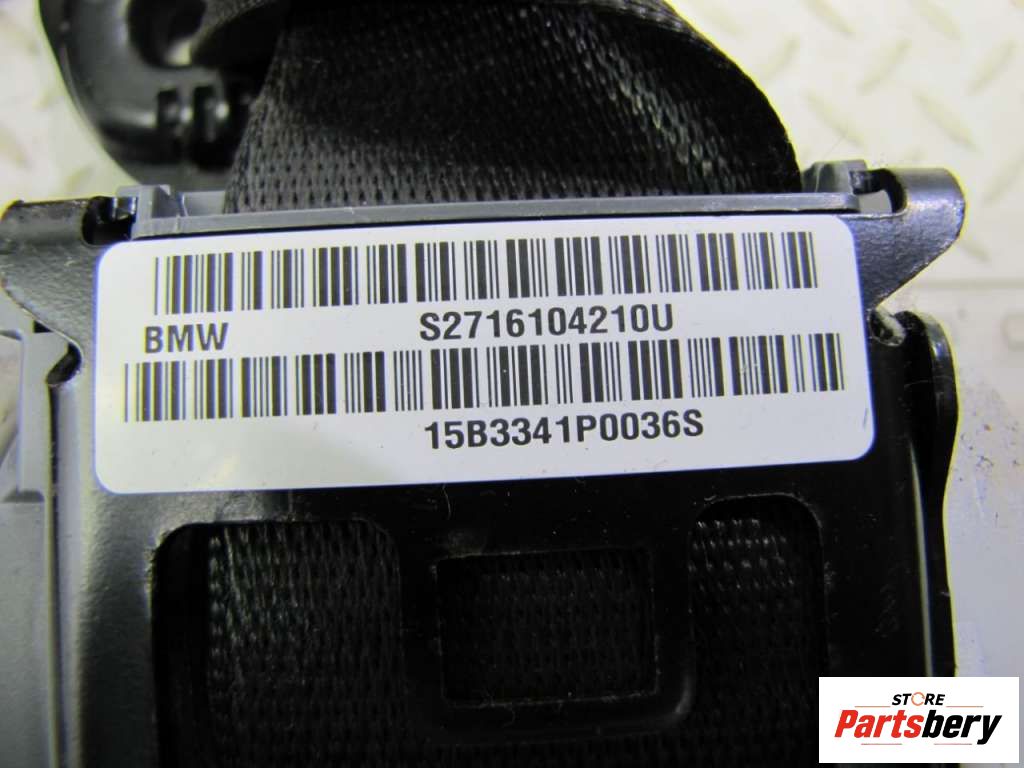 BMW S2716104210U
15B3341P0036S
STORE
Partsbery